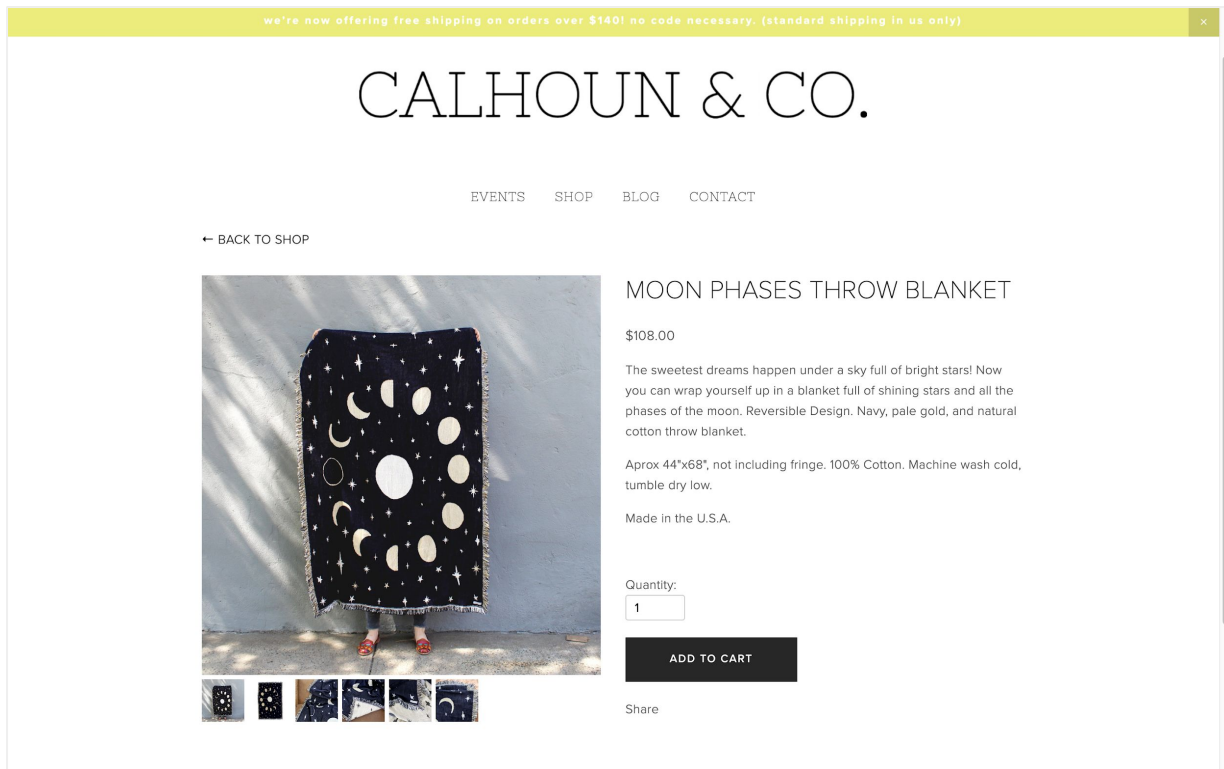 we're now offering free shipping on orders over $140! no code necessary. (standard shipping in us only)
×
CALHOUN & CO.
EVENTS SHOP BLOG CONTACT
← BACK TO SHOP
MOON PHASES THROW BLANKET
$108.00
The sweetest dreams happen under a sky full of bright stars! Now
you can wrap yourself up in a blanket full of shining stars and all the
phases of the moon. Reversible Design. Navy, pale gold, and natural
cotton throw blanket.
Aprox 44"x68", not including fringe. 100% Cotton. Machine wash cold,
tumble dry low.
Made in the U.S.A.
Quantity:
1
ADD TO CART
Share